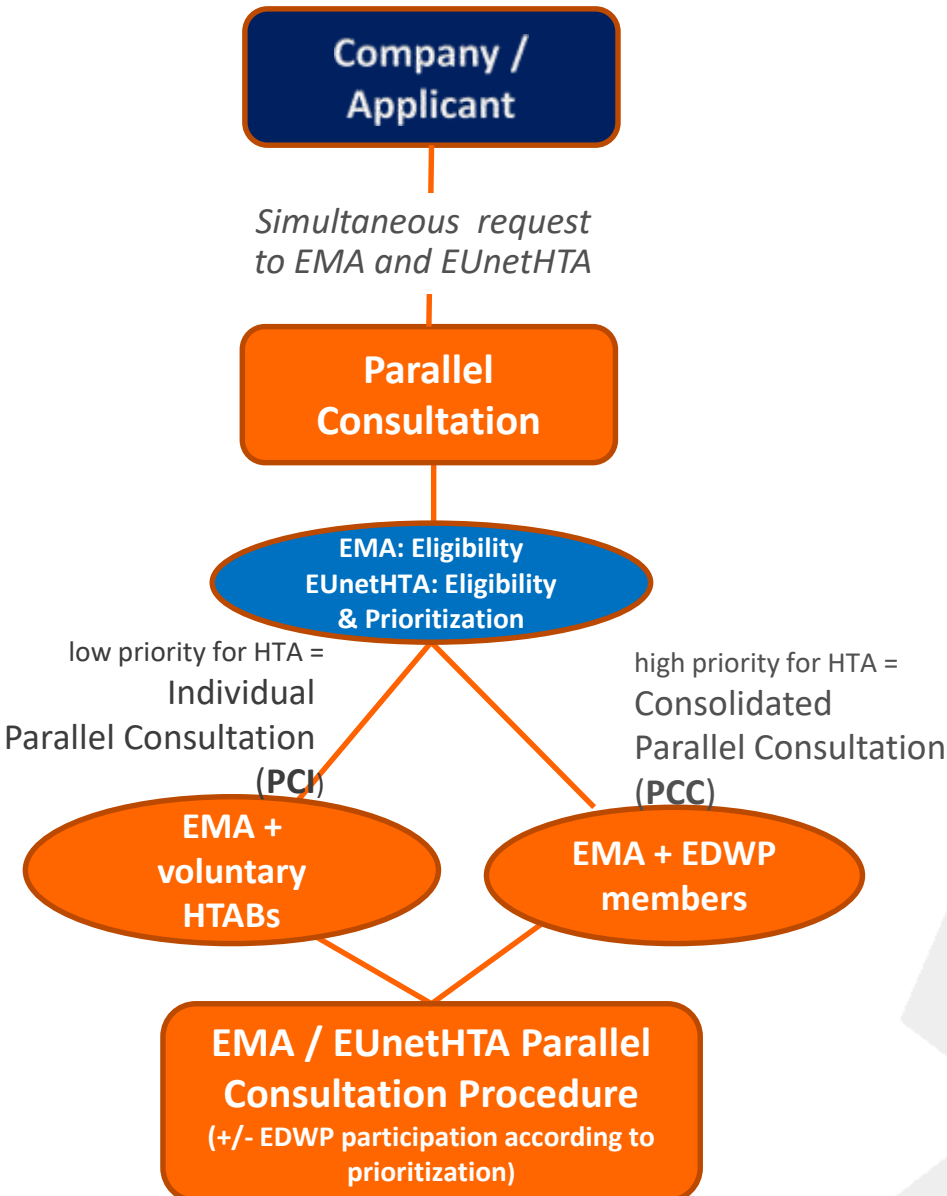 Company /
Applicant
Simultaneous request
to EMA and EUnetHTA
Parallel
Consultation
EMA: Eligibility
EUnetHTA: Eligibility
& Prioritization
low priority for HTA =
Individual
Parallel Consultation
(PCI)
high priority for HTA =
Consolidated
Parallel Consultation
(PCC)
EMA +
voluntary
HTABs
EMA + EDWP
members
EMA / EUnetHTA Parallel
Consultation Procedure
(+/- EDWP participation according to
prioritization)